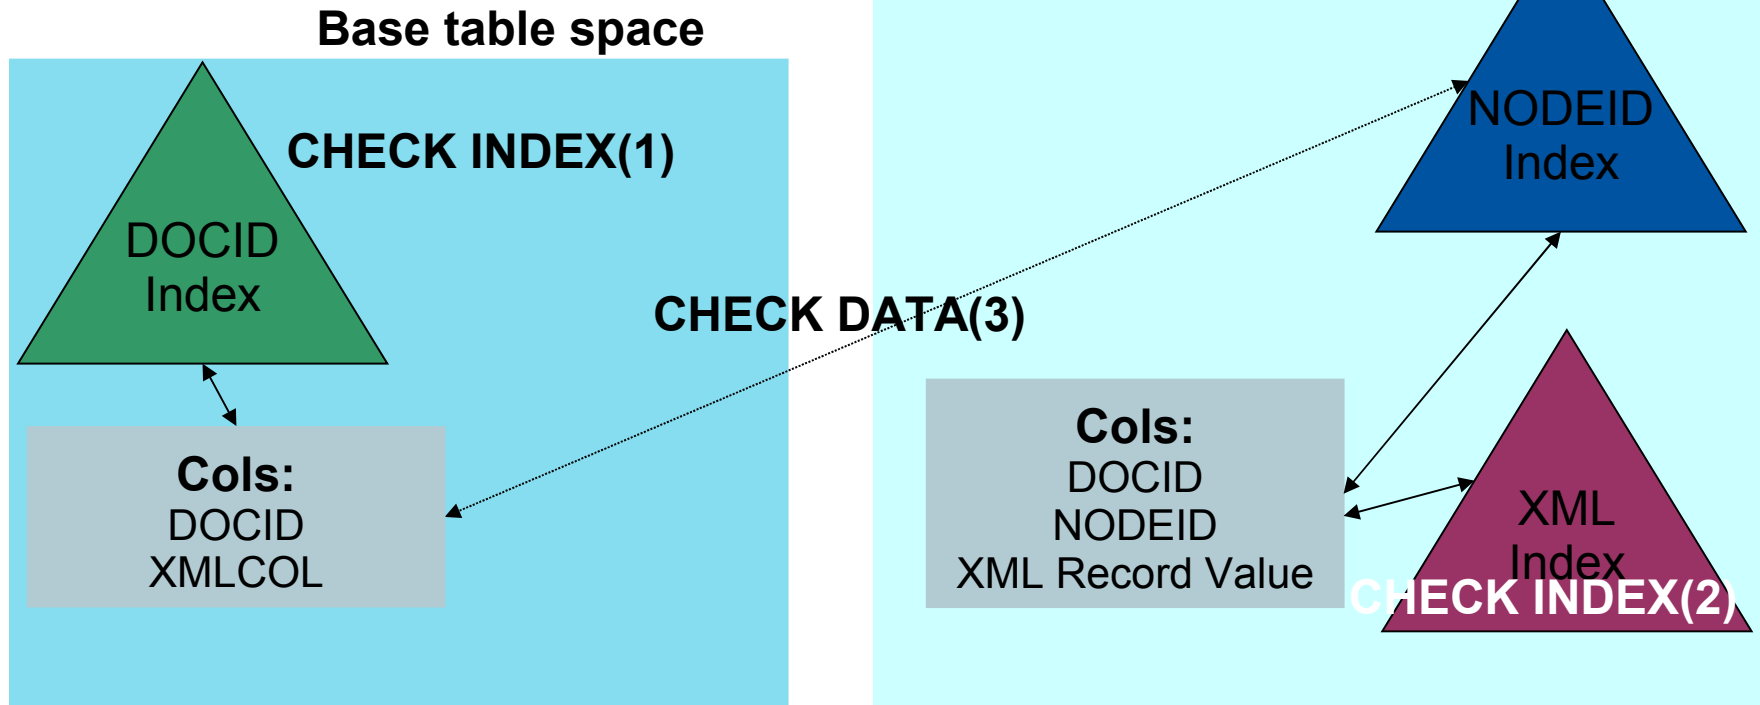 Base table space
CHECK INDEX(1)
DOCID
Index
Cols:
DOCID
XMLCOL
CHECK DATA(3)
NODEID
Index
Cols:
DOCID
NODEID
XML Record Value
XML
Index
CHECK INDEX(2)